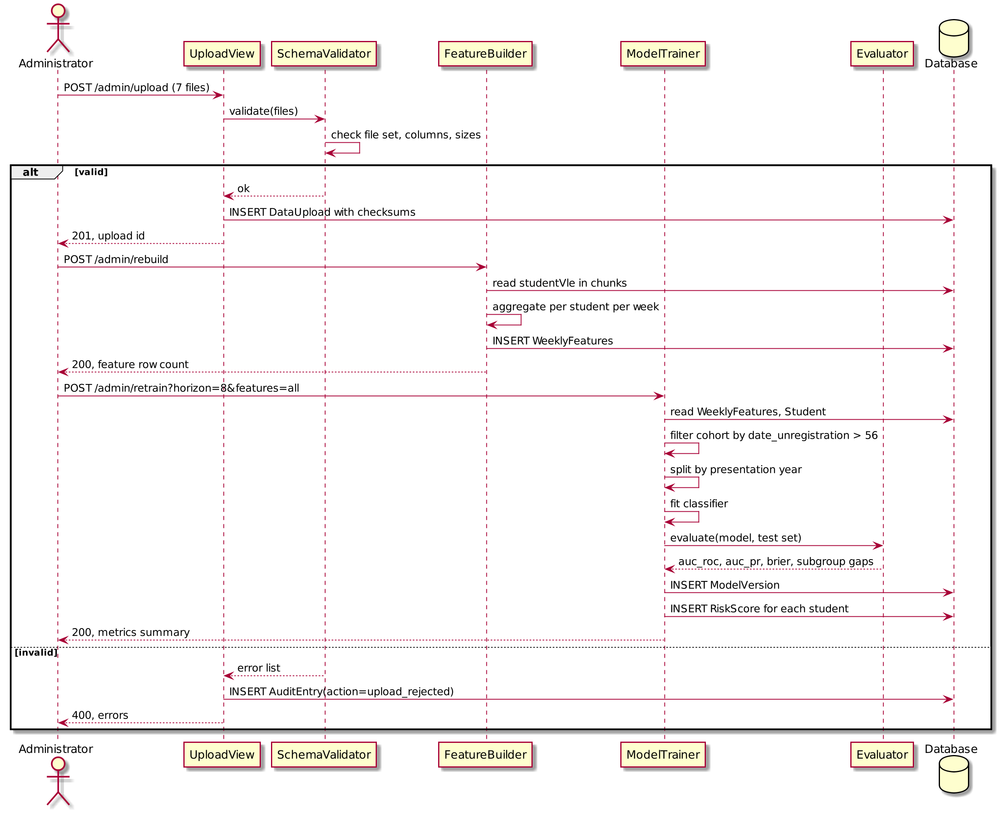 Administrator
UploadView
SchemaValidator
FeatureBuilder
ModelTrainer
Evaluator
Database
POST /admin/upload (7 files)
validate(files)
check file set, columns, sizes
alt [valid]
ok
INSERT DataUpload with checksums
201, upload id
POST /admin/rebuild
read studentVle in chunks
aggregate per student per week
INSERT WeeklyFeatures
200, feature row count
POST /admin/retrain?horizon=8&features=all
read WeeklyFeatures, Student
filter cohort by date_unregistration > 56
split by presentation year
fit classifier
evaluate(model, test set)
auc_roc, auc_pr, brier, subgroup gaps
INSERT ModelVersion
INSERT RiskScore for each student
200, metrics summary
[invalid]
error list
INSERT AuditEntry(action=upload_rejected)
400, errors
Administrator
UploadView
SchemaValidator
FeatureBuilder
ModelTrainer
Evaluator
Database